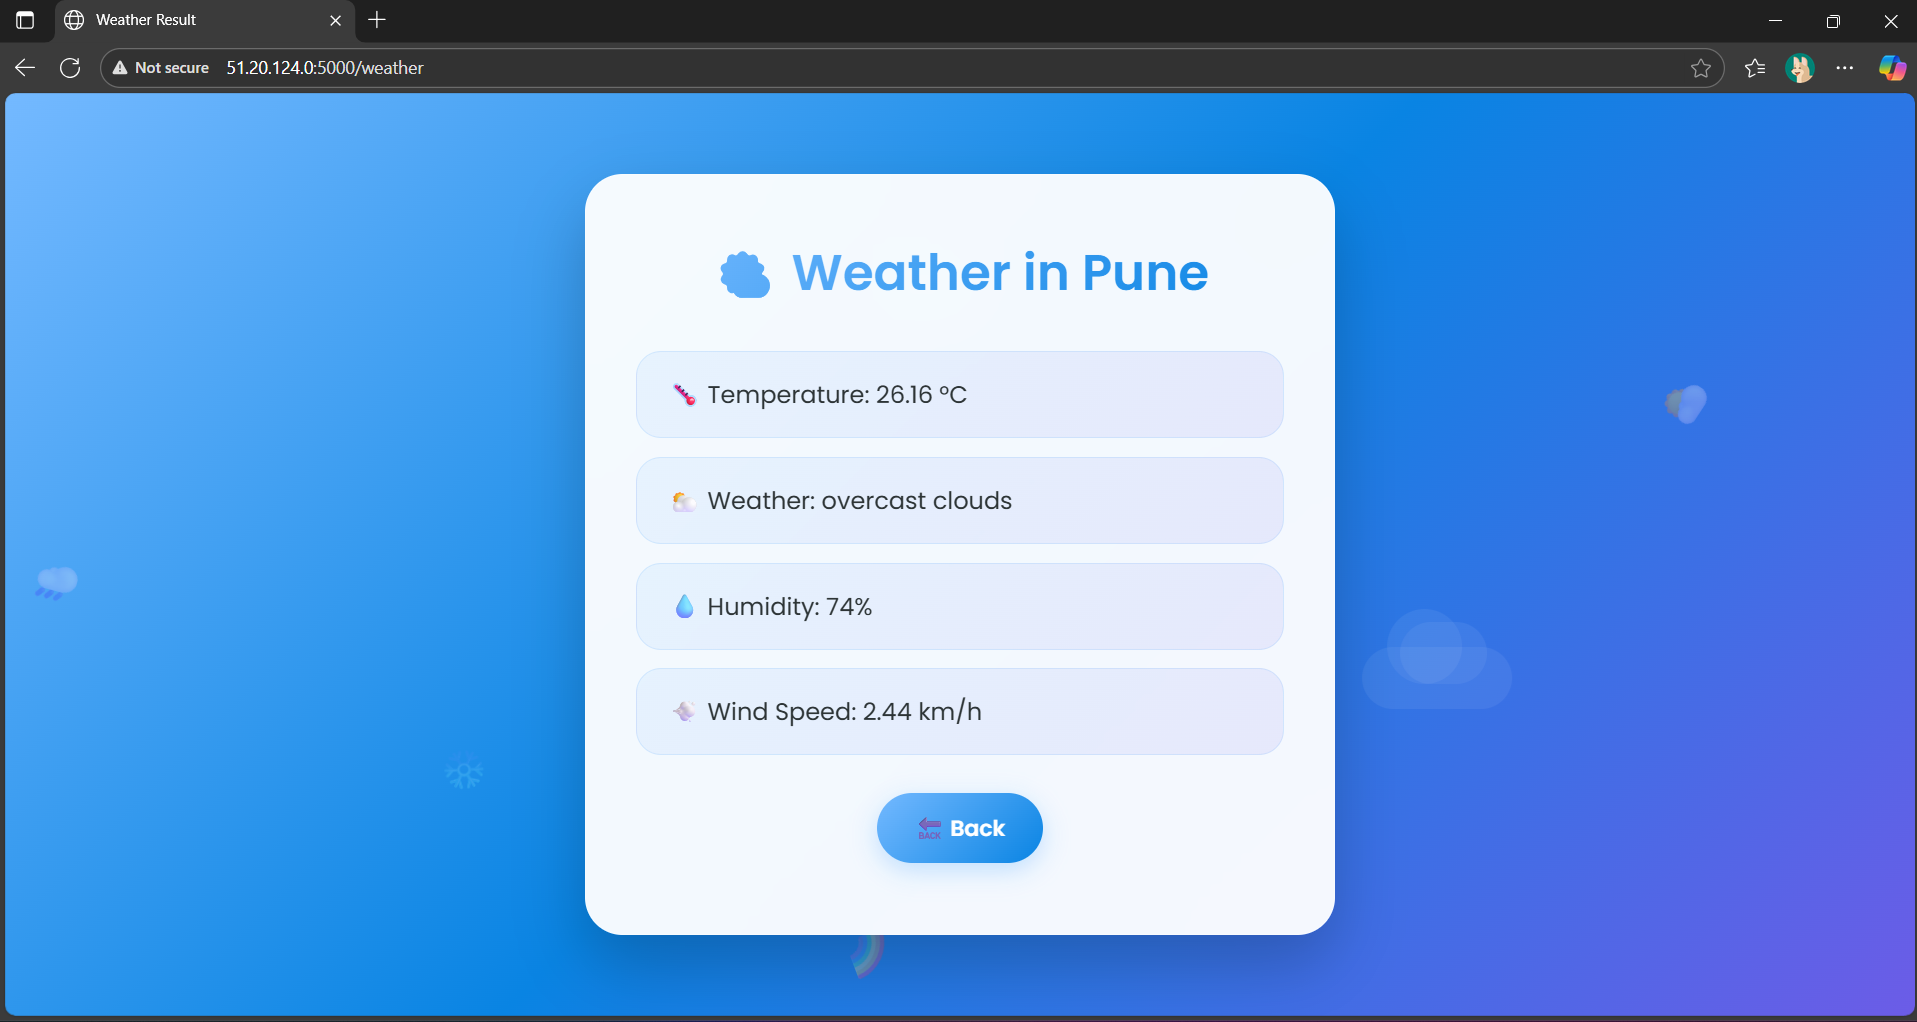 Weather Result
Not secure
51.20.124.0:5000/weather
Weather in Pune
Temperature: 26.16 °C
Weather: overcast clouds
Humidity: 74%
Wind Speed: 2.44 km/h
BACK Back